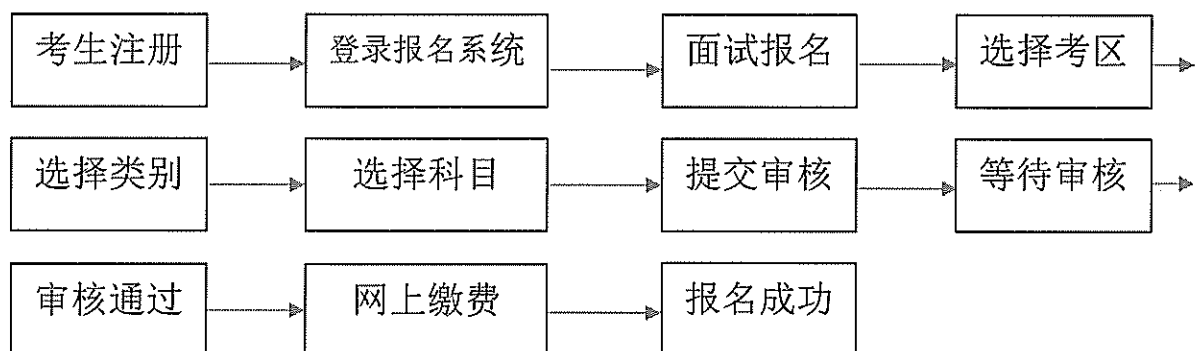 考生注册 登录报名系统 面试报名 选择考区
选择类别 选择科目 提交审核 等待审核
审核通过 网上缴费 报名成功